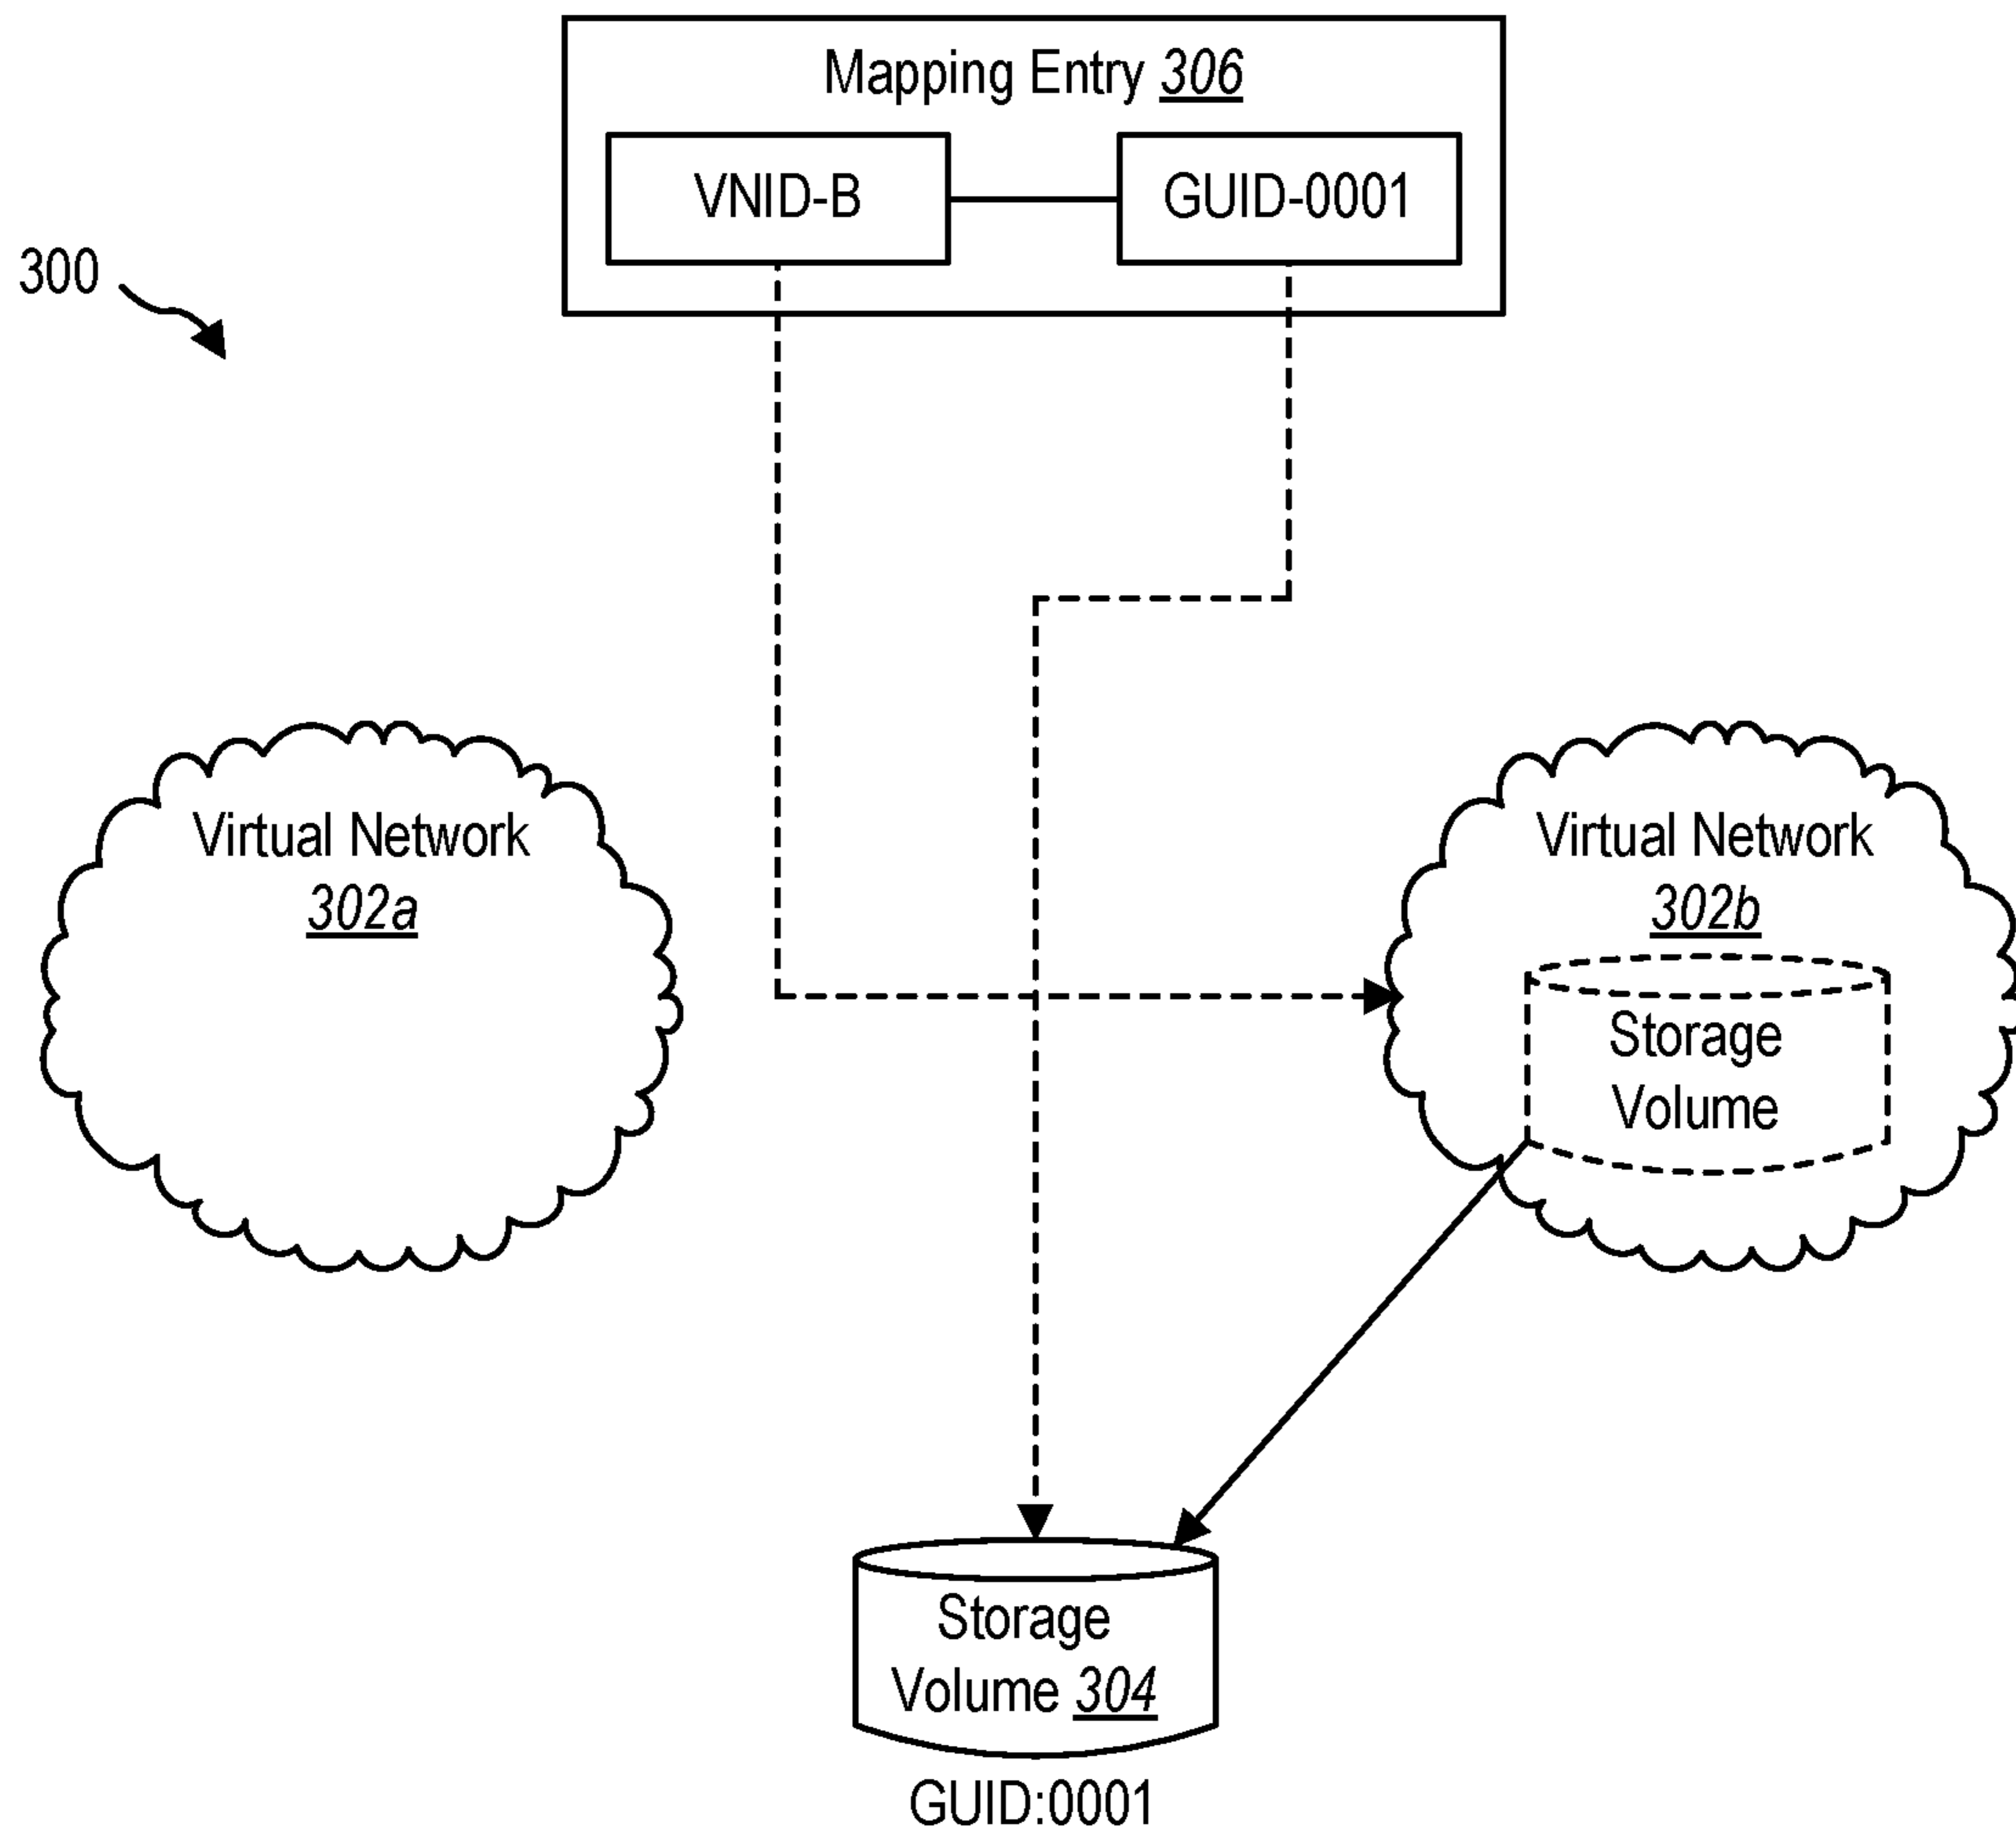 Mapping Entry 306
VNID-B
GUID-0001
300
Virtual Network
302a
Virtual Network
302b
Storage
Volume
Storage
Volume 304
GUID:0001